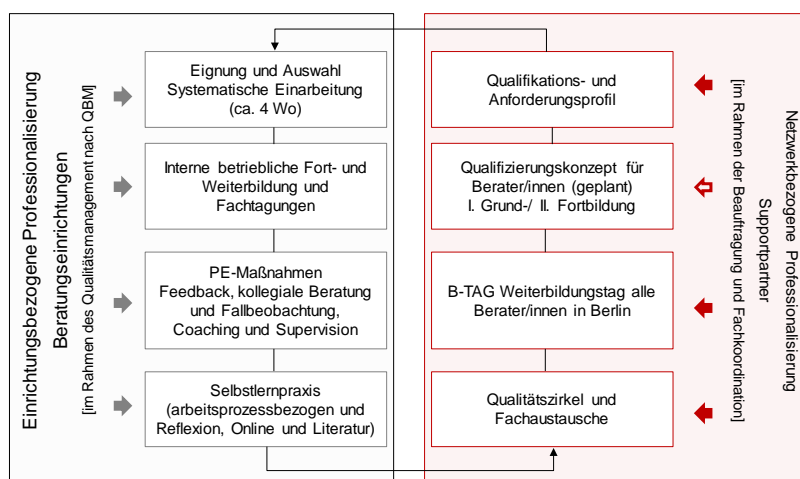 Einrichtungsbezogene Professionalisierung
Beratungseinrichtungen
[im Rahmen des Qualitätsmanagement nach QBM]
Eignung und Auswahl
Systematische Einarbeitung
(ca. 4 Wo)
Interne betriebliche Fort- und
Weiterbildung und
Fachtagungen
PE-Maßnahmen
Feedback, kollegiale Beratung
und Fallbeobachtung,
Coaching und Supervision
Selbstlernpraxis
(arbeitsprozessbezogen und
Reflexion, Online und Literatur)
Qualifikations- und
Anforderungsprofil
Qualifizierungskonzept für
Berater/innen (geplant)
I. Grund-/ II. Fortbildung
B-TAG Weiterbildungstag alle
Berater/innen in Berlin
Qualitätszirkel und
Fachaustausche
Netzwerkbezogene Professionalisierung
Supportpartner
[im Rahmen der Beauftragung und Fachkoordination]